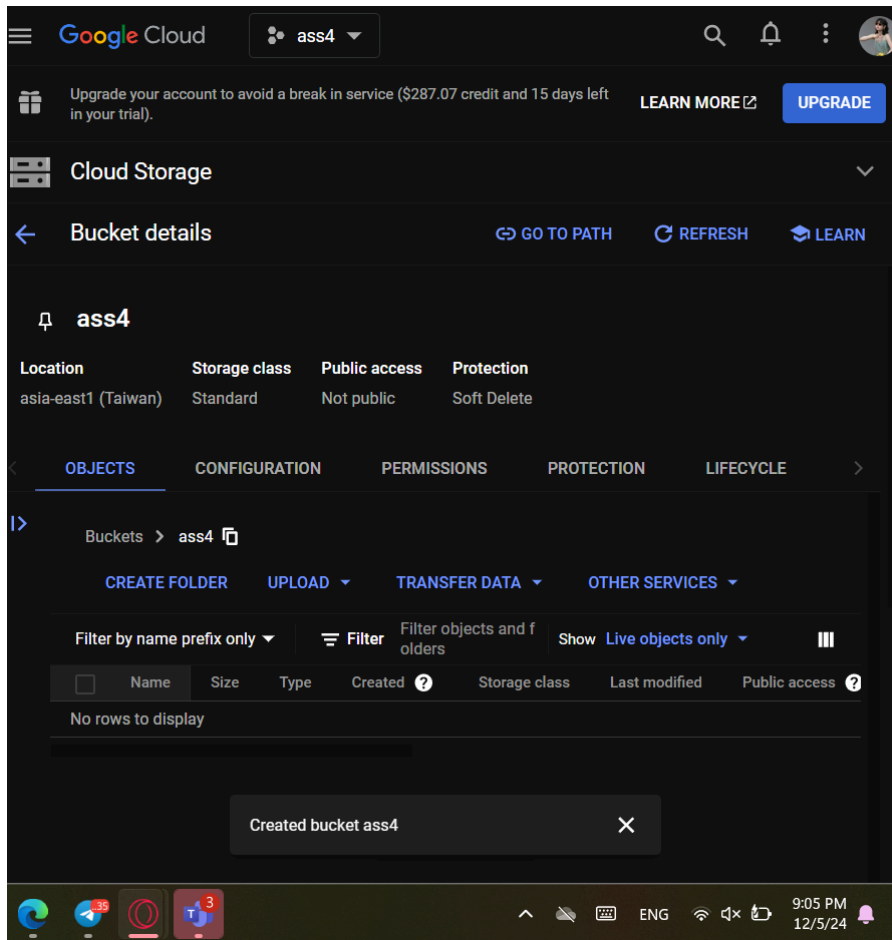 Google Cloud ass4
Upgrade your account to avoid a break in service ($287.07 credit and 15 days left
in your trial).
LEARN MORE UPGRADE
Cloud Storage
Bucket details GO TO PATH REFRESH LEARN
ass4
Location Storage class Public access Protection
asia-east1 (Taiwan) Standard Not public Soft Delete
OBJECTS CONFIGURATION PERMISSIONS PROTECTION LIFECYCLE
Buckets ass4
CREATE FOLDER UPLOAD TRANSFER DATA OTHER SERVICES
Filter by name prefix only Filter Filter objects and f
olders
Show Live objects only
Name Size Type Created ? Storage class Last modified Public access ?
No rows to display
Created bucket ass4
35 T 3 ENG 9:05 PM
12/5/24